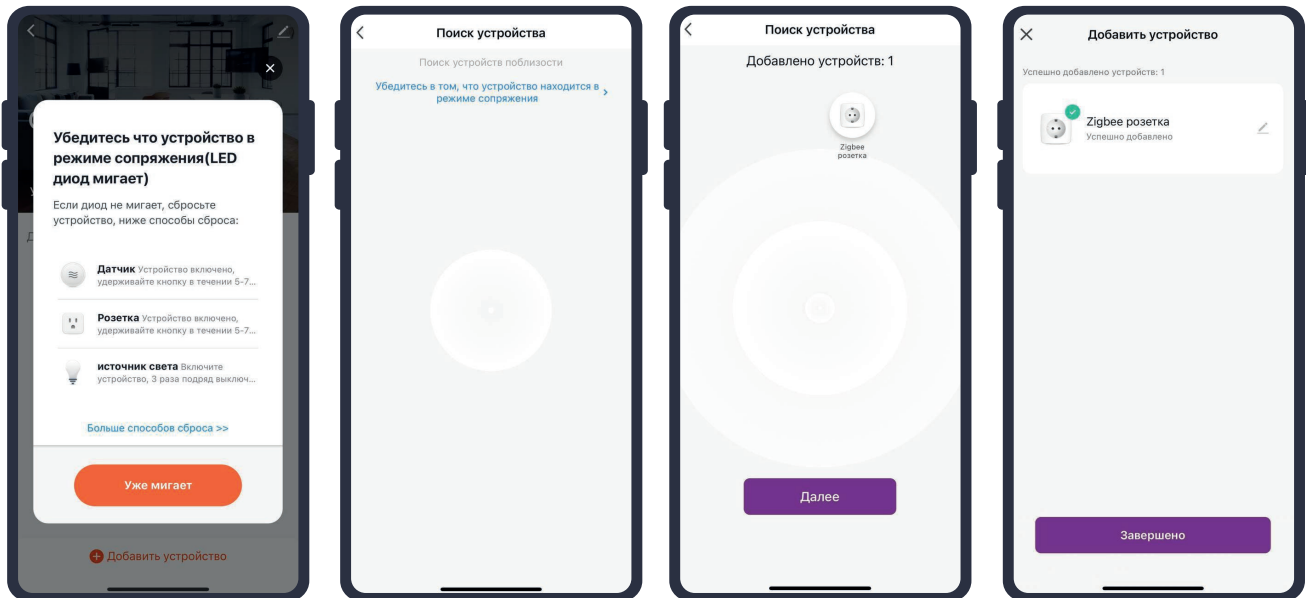 Убедитесь что устройство в
режиме сопряжения(LED
диод мигает)
Если диод не мигает, сбросьте
устройство, ниже способы сброса:
Датчик Устройство включено,
удерживайте кнопку в течении 5-7...
Розетка Устройство включено,
удерживайте кнопку в течении 5-7...
источник света Включите
устройство, 3 раза подряд выключ...
Больше способов сброса >>
Уже мигает
Добавить устройство
Поиск устройства
Поиск устройств поблизости
Убедитесь в том, что устройство находится в
режиме сопряжения
Поиск устройства
Добавлено устройств: 1
Zigbee
розетка
Далее
Добавить устройство
Успешно добавлено устройств: 1
Zigbee розетка
Успешно добавлено
Завершено